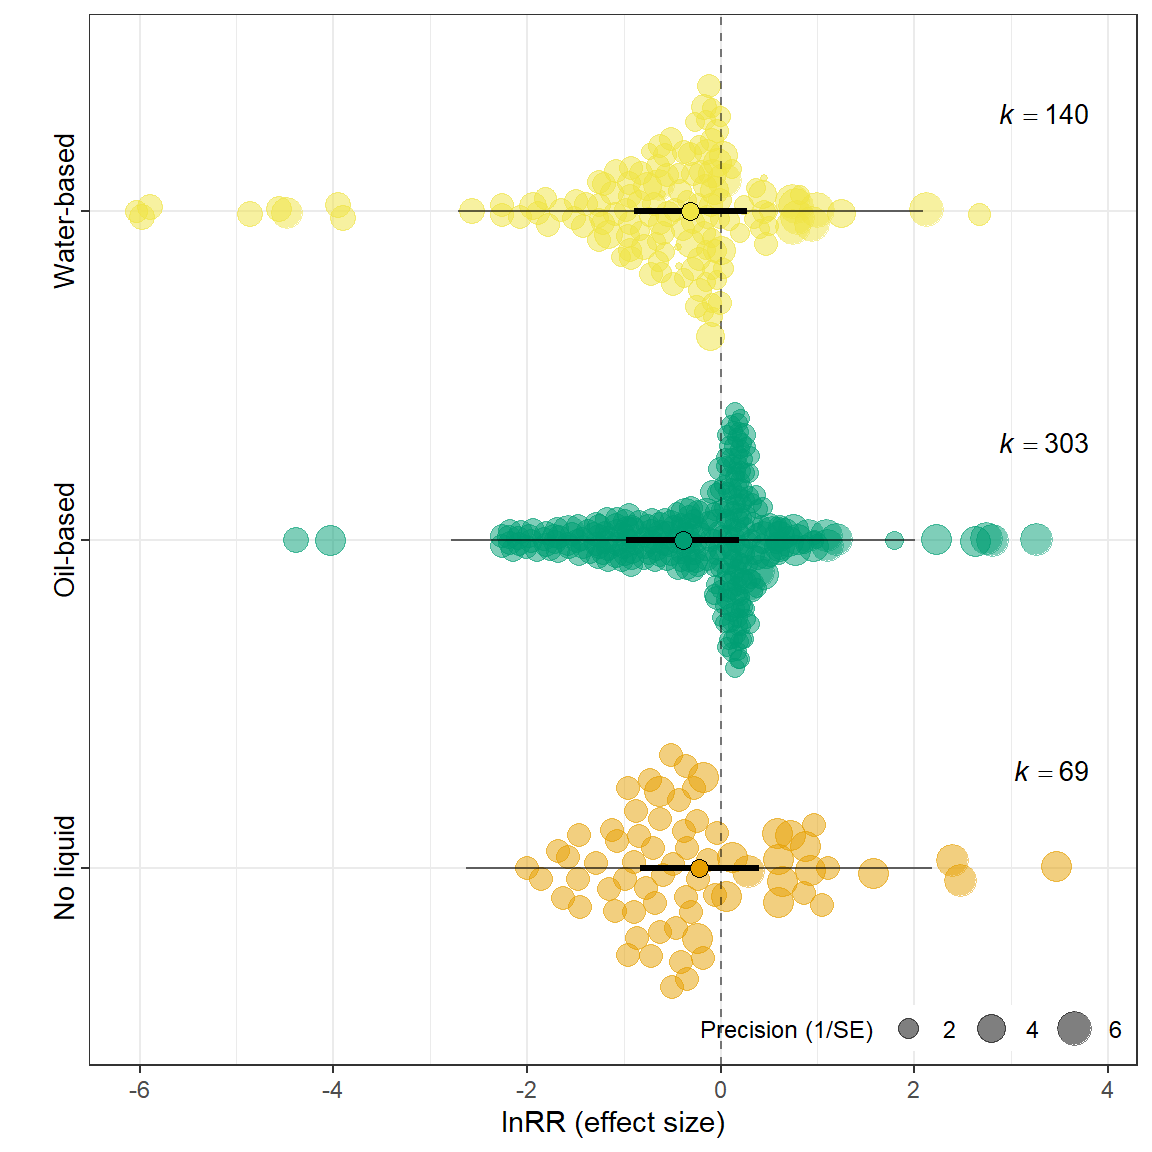 Water-based
k = 140
Oil-based
k = 303
No liquid
k = 69
Precision (1/SE) 2 4 6
-6 -4 -2 0 2 4
lnRR (effect size)